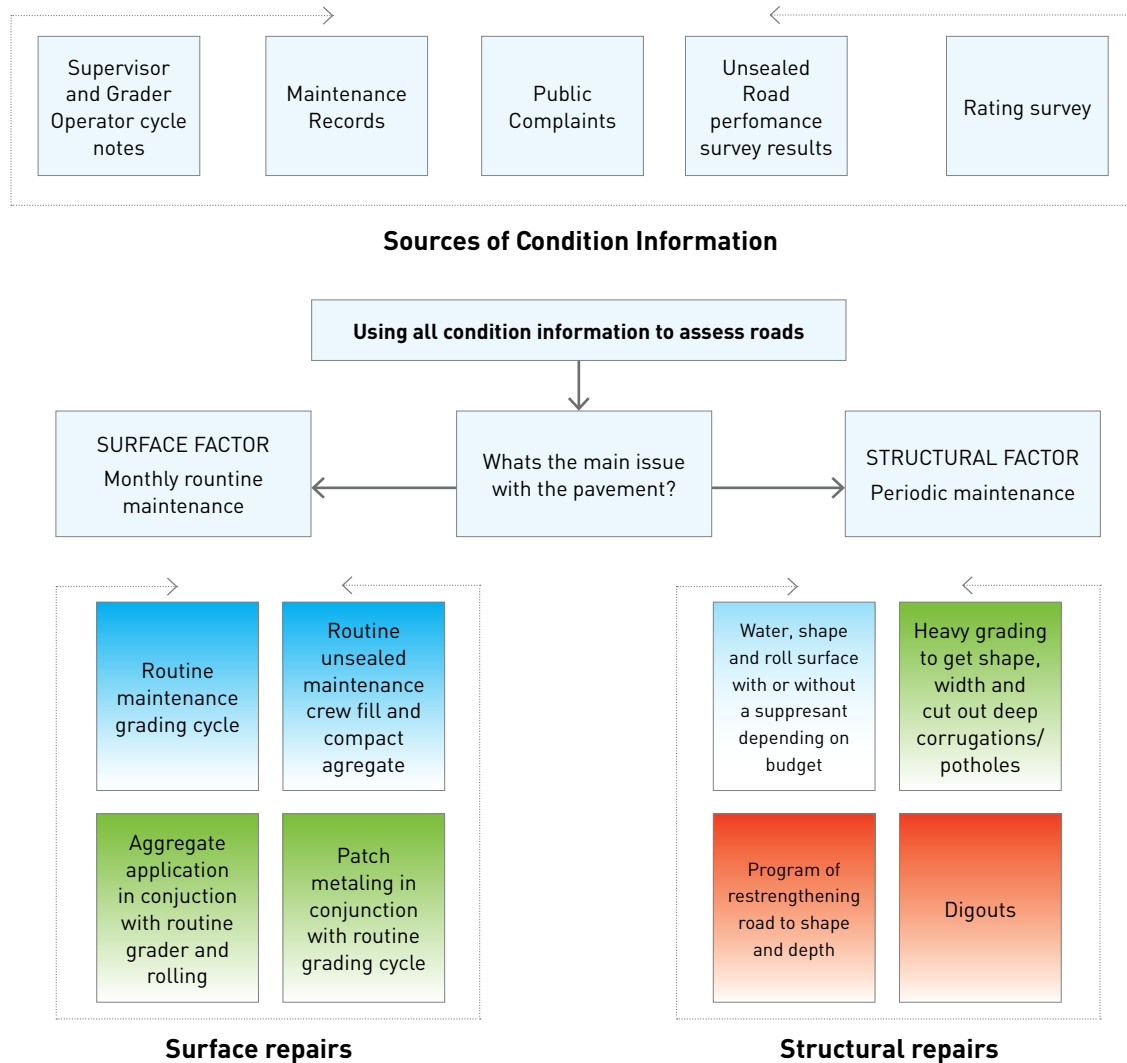 Supervisor
and Grader
Operator cycle
notes
Maintenance
Records
Public
Complaints
Unsealed
Road
perfomance
survey results
Rating survey
Sources of Condition Information
Using all condition information to assess roads
SURFACE FACTOR
Monthly rountine
maintenance
Whats the main issue
with the pavement?
STRUCTURAL FACTOR
Periodic maintenance
Routine
maintenance
grading cycle
Routine
unsealed
maintenance
crew fill and
compact
agregate
Water, shape
and roll surface
with or without
a suppresant
depending on
budget
Heavy grading
to get shape,
width and
cut out deep
corrugations/
potholes
Aggregate
application
in conjuction
with routine
grader and
rolling
Patch
metaling in
conjunction
with routine
grading cycle
Program of
restrengthening
road to shape
and depth
Digouts
Surface repairs
Structural repairs